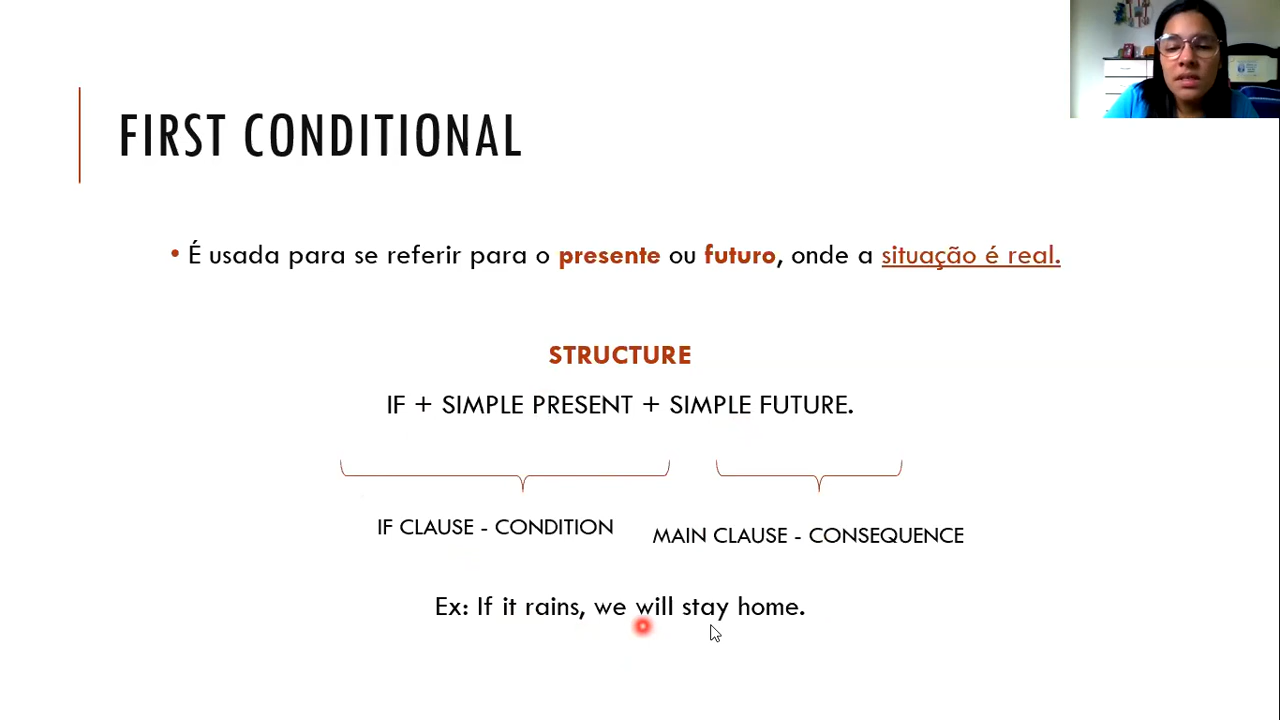 FIRST CONDITIONAL
• É usada para se referir para o presente ou futuro, onde a situação é real.
STRUCTURE
IF + SIMPLE PRESENT + SIMPLE FUTURE.
IF CLAUSE - CONDITION
MAIN CLAUSE - CONSEQUENCE
Ex: If it rains, we will stay home.